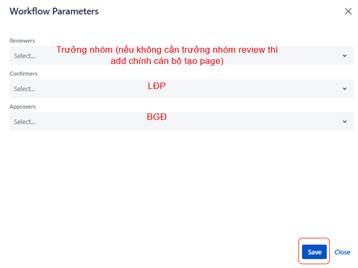 Workflow Parameters
Reviewers
Select...
Trưởng nhóm (nếu không cần trưởng nhóm review thì
add chính cán bộ tạo page)
Confirmers
Select...
LĐP
Approvers
Select...
BGĐ
Save
Close